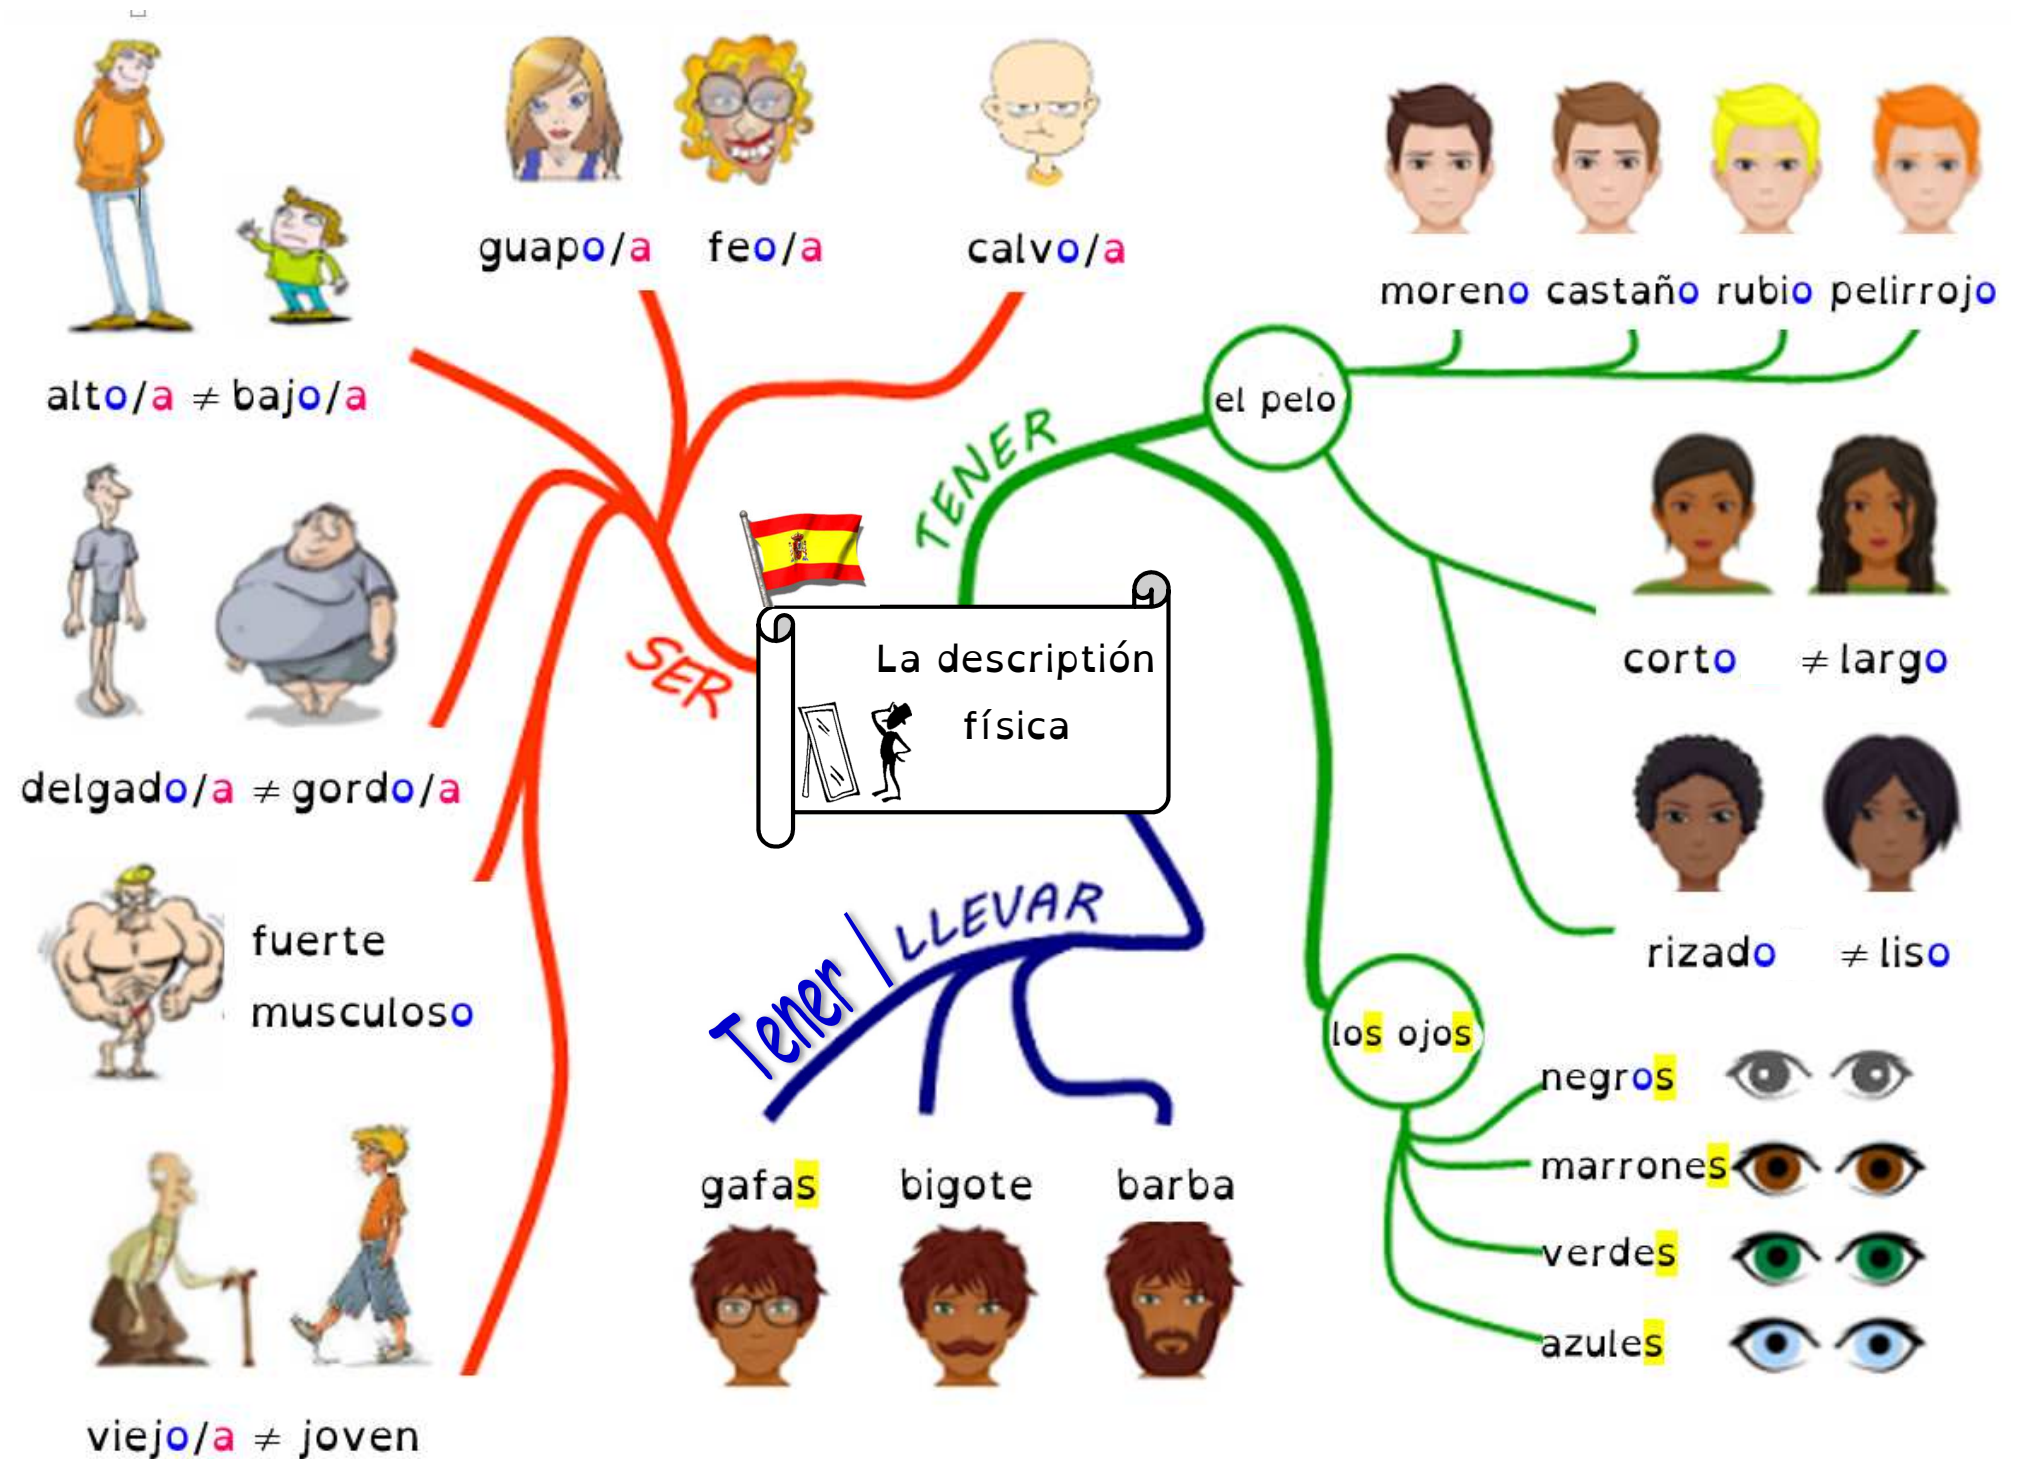 guapo/a feo/a calvo/a
moreno castaño rubio pelirrojo
alto/a ≠ bajo/a
el pelo
TENER
SER
La descriptión
física
corto ≠ largo
delgado/a ≠ gordo/a
fuerte
musculoso
Tener / LLEVAR
rizado ≠ liso
los ojos
negros
marrones
verdes
azules
gafas bigote barba
viejo/a ≠ joven